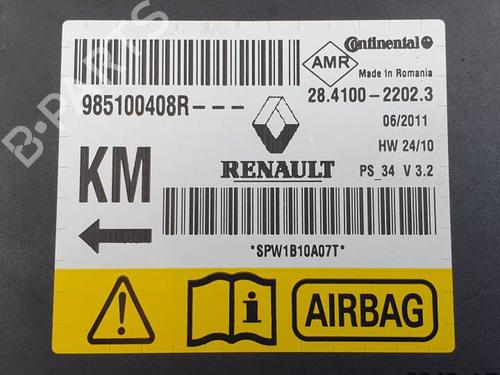 Continental
AMR
Made in Romania
985100408R---
28.4100-2202.3
06/2011
HW 24/10
KM
RENAULT
PS_34 V 3.2
*SPW1B10A07T*
AIRBAG
B-PARTS